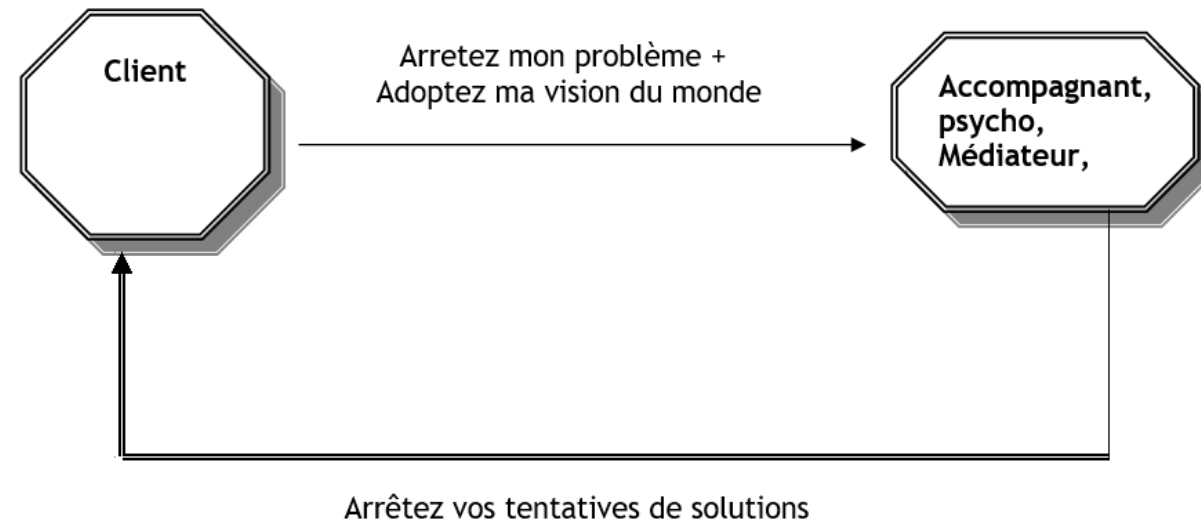 Client
Arretez mon problème +
Adoptez ma vision du monde
Accompagnant,
psycho,
Médiateur,
Arrêtez vos tentatives de solutions